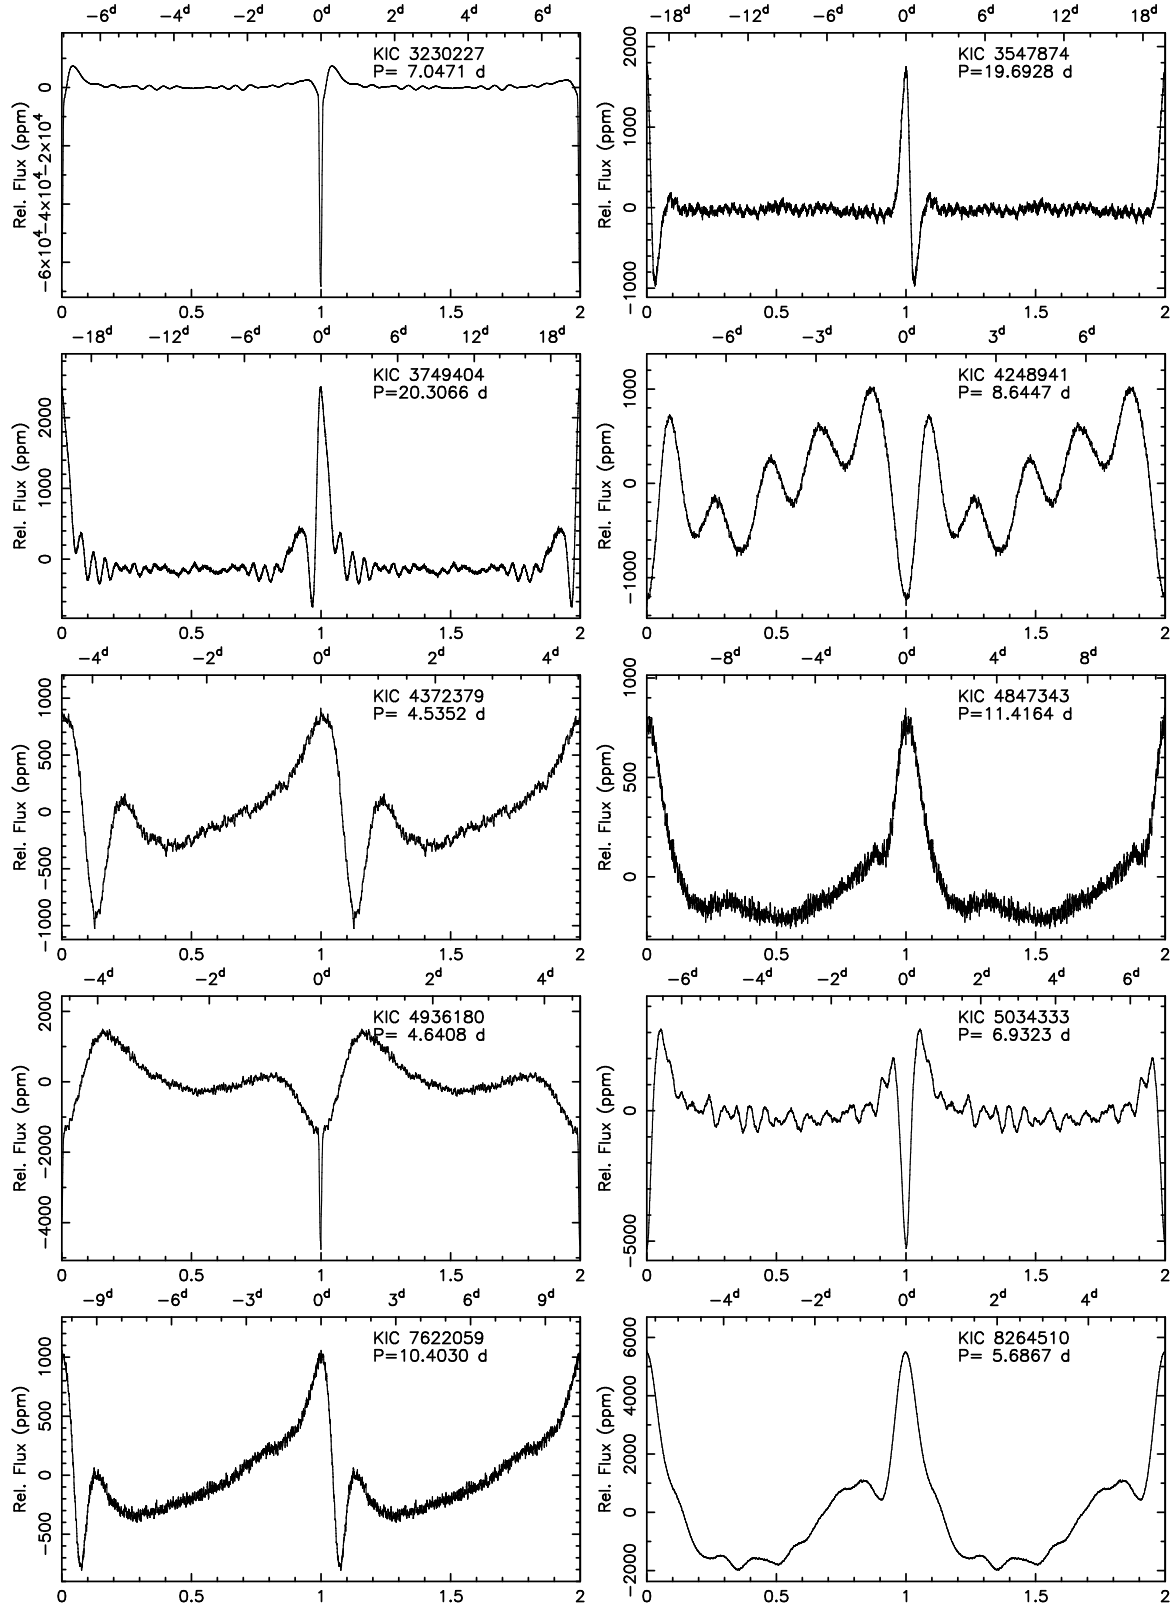 −6ᵈ −4ᵈ −2ᵈ 0ᵈ 2ᵈ 4ᵈ 6ᵈ
KIC 3230227
P= 7.0471 d
Rel. Flux (ppm)
0
−2×10⁴
−4×10⁴
−6×10⁴
0 0.5 1 1.5 2
−18ᵈ −12ᵈ −6ᵈ 0ᵈ 6ᵈ 12ᵈ 18ᵈ
KIC 3547874
P=19.6928 d
Rel. Flux (ppm)
2000
1000
0
−1000
0 0.5 1 1.5 2
−18ᵈ −12ᵈ −6ᵈ 0ᵈ 6ᵈ 12ᵈ 18ᵈ
KIC 3749404
P=20.3066 d
Rel. Flux (ppm)
2000
1000
0
0 0.5 1 1.5 2
−6ᵈ −3ᵈ 0ᵈ 3ᵈ 6ᵈ
KIC 4248941
P= 8.6447 d
Rel. Flux (ppm)
1000
0
−1000
0 0.5 1 1.5 2
−4ᵈ −2ᵈ 0ᵈ 2ᵈ 4ᵈ
KIC 4372379
P= 4.5352 d
Rel. Flux (ppm)
1000
500
0
−500
−1000
0 0.5 1 1.5 2
−8ᵈ −4ᵈ 0ᵈ 4ᵈ 8ᵈ
KIC 4847343
P=11.4164 d
Rel. Flux (ppm)
1000
500
0
0 0.5 1 1.5 2
−4ᵈ −2ᵈ 0ᵈ 2ᵈ 4ᵈ
KIC 4936180
P= 4.6408 d
Rel. Flux (ppm)
2000
0
−2000
−4000
0 0.5 1 1.5 2
−6ᵈ −4ᵈ −2ᵈ 0ᵈ 2ᵈ 4ᵈ 6ᵈ
KIC 5034333
P= 6.9323 d
Rel. Flux (ppm)
0
−5000
0 0.5 1 1.5 2
−9ᵈ −6ᵈ −3ᵈ 0ᵈ 3ᵈ 6ᵈ 9ᵈ
KIC 7622059
P=10.4030 d
Rel. Flux (ppm)
1000
500
0
−500
0 0.5 1 1.5 2
−4ᵈ −2ᵈ 0ᵈ 2ᵈ 4ᵈ
KIC 8264510
P= 5.6867 d
Rel. Flux (ppm)
6000
4000
2000
0
−2000
0 0.5 1 1.5 2